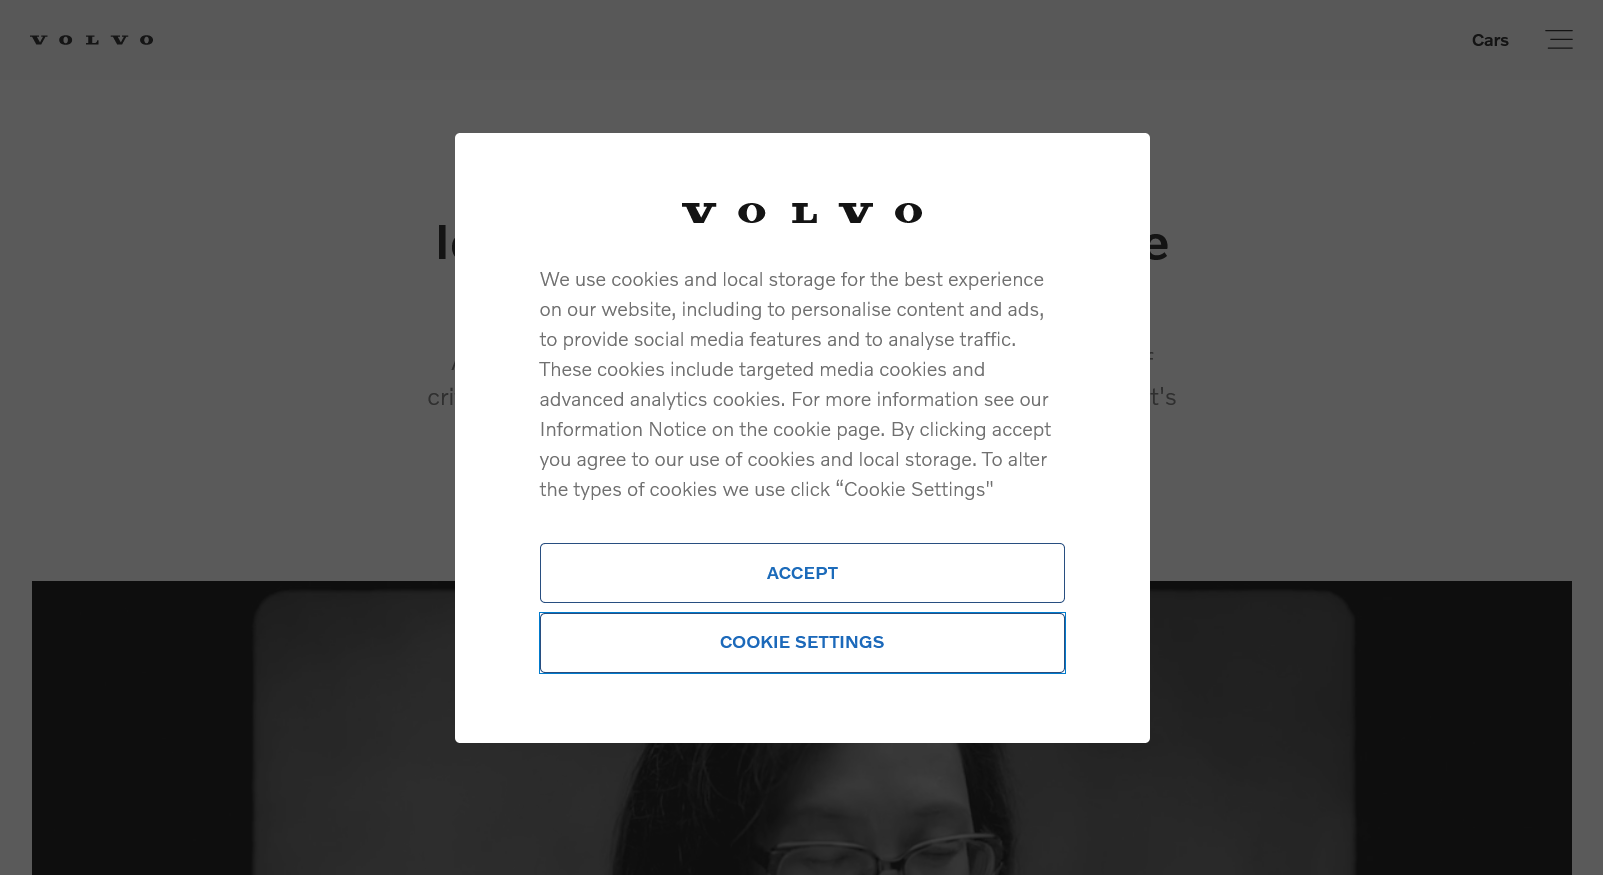 VOLVO
Cars
VOLVO
We use cookies and local storage for the best experience
on our website, including to personalise content and ads,
to provide social media features and to analyse traffic.
These cookies include targeted media cookies and
advanced analytics cookies. For more information see our
Information Notice on the cookie page. By clicking accept
you agree to our use of cookies and local storage. To alter
the types of cookies we use click “Cookie Settings"
ACCEPT
COOKIE SETTINGS